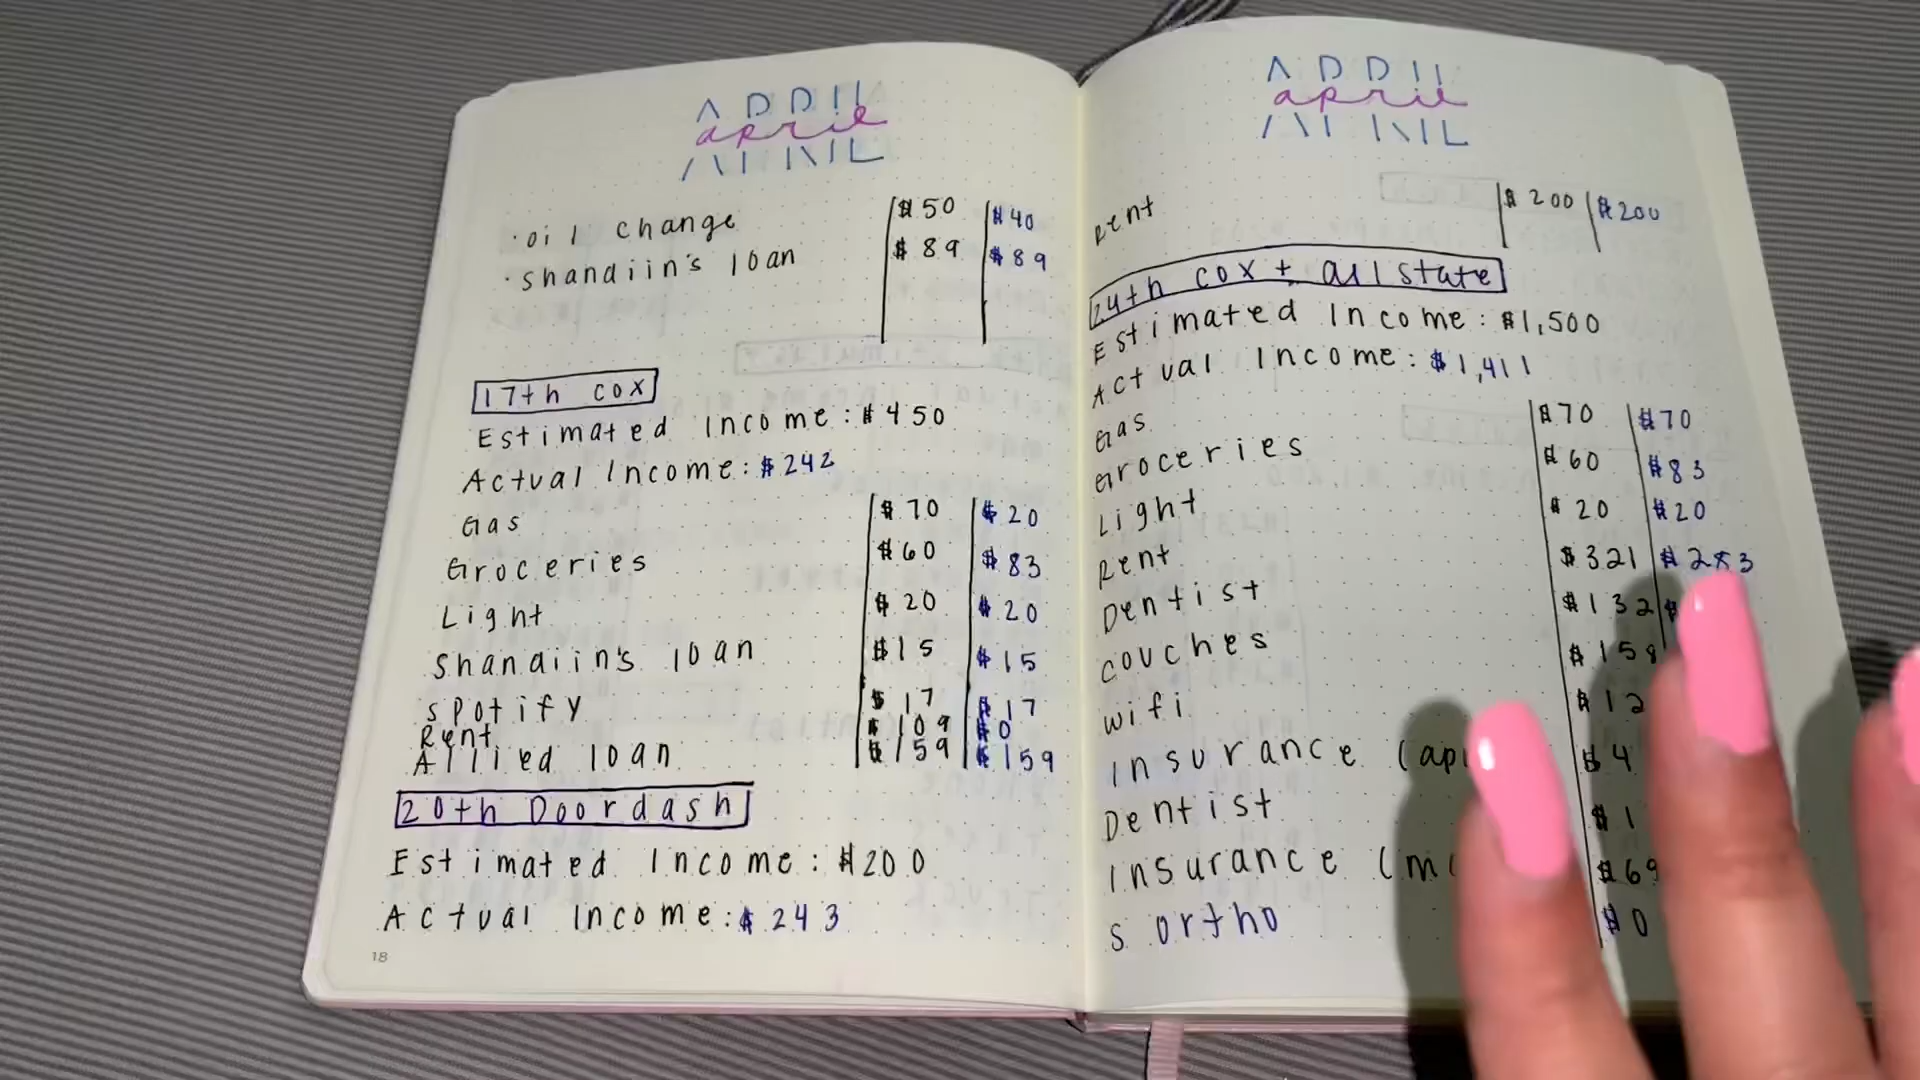 april
· oil change $50 $40
· shandiin's loan $89 $89
17th cox
Estimated Income: $450
Actual Income: $242
Gas $70 $20
Groceries $60 $83
Light $20 $20
Shandiin's loan $15 $15
Spotify $17 $17
Rent $109 $0
Allied loan $159 $159
20th Doordash
Estimated Income: $200
Actual Income: $243
18
april
Rent $200 $200
24th cox + allstate
Estimated Income: $1,500
Actual Income: $1,411
Gas $70 $70
Groceries $60 $83
Light $20 $20
Rent $321 $283
Dentist $132
couches $158
wifi
Insurance
Dentist
Insurance
S ortho $0